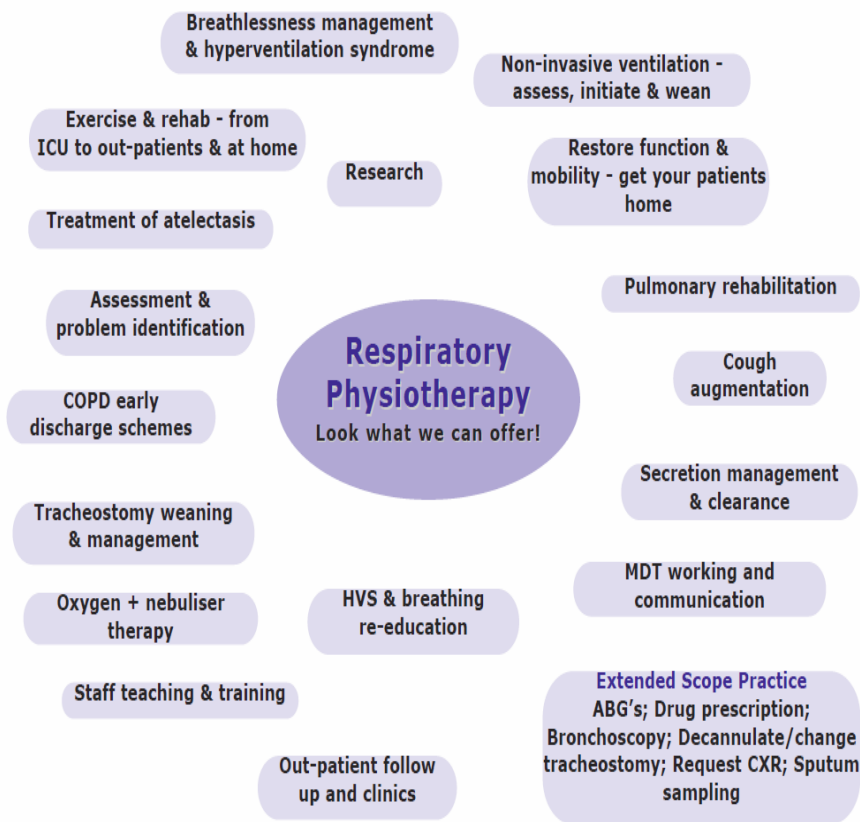 Breathlessness management
& hyperventilation syndrome
Non-invasive ventilation -
assess, initiate & wean
Exercise & rehab - from
ICU to out-patients & at home
Restore function &
mobility - get your patients
home
Research
Treatment of atelectasis
Pulmonary rehabilitation
Assessment &
problem identification
Respiratory
Physiotherapy
Look what we can offer!
Cough
augmentation
COPD early
discharge schemes
Secretion management
& clearance
Tracheostomy weaning
& management
MDT working and
communication
Oxygen + nebuliser
therapy
HVS & breathing
re-education
Staff teaching & training
Extended Scope Practice
ABG's; Drug prescription;
Bronchoscopy; Decannulate/change
tracheostomy; Request CXR; Sputum
sampling
Out-patient follow
up and clinics